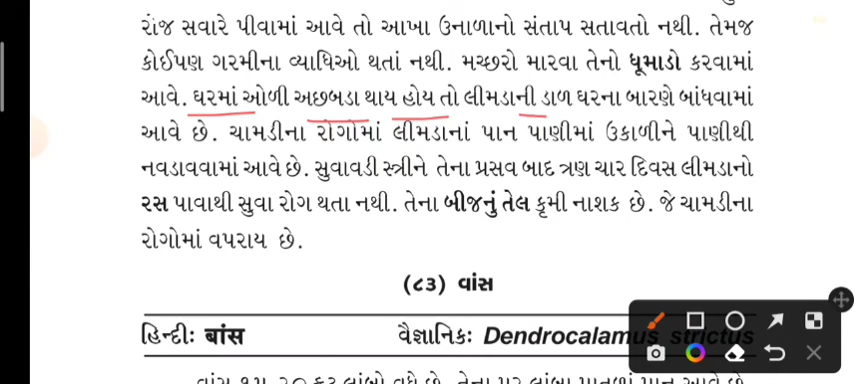 રોજ સવારે પીવામાં આવે તો આખા ઉનાળાનો સંતાપ સતાવતો નથી. તેમજ
કોઈપણ ગરમીના વ્યાધિઓ થતાં નથી. મચ્છરો મારવા તેનો ધૂમાડો કરવામાં
આવે. ઘરમાં ઓળી અછબડા થાય હોય તો લીમડાની ડાળ ઘરના બારણે બાંધવામાં
આવે છે. ચામડીના રોગોમાં લીમડાનાં પાન પાણીમાં ઉકાળીને પાણીથી
નવડાવવામાં આવે છે. સુવાવડી સ્ત્રીને તેના પ્રસવ બાદ ત્રણ ચાર દિવસ લીમડાનો
રસ પાવાથી સુવા રોગ થતા નથી. તેના બીજનું તેલ કૃમી નાશક છે. જે ચામડીના
રોગોમાં વપરાય છે.
(૮૩) વાંસ
હિન્દીઃ બાંસ વૈજ્ઞાનિકઃ Dendrocalamus strictus